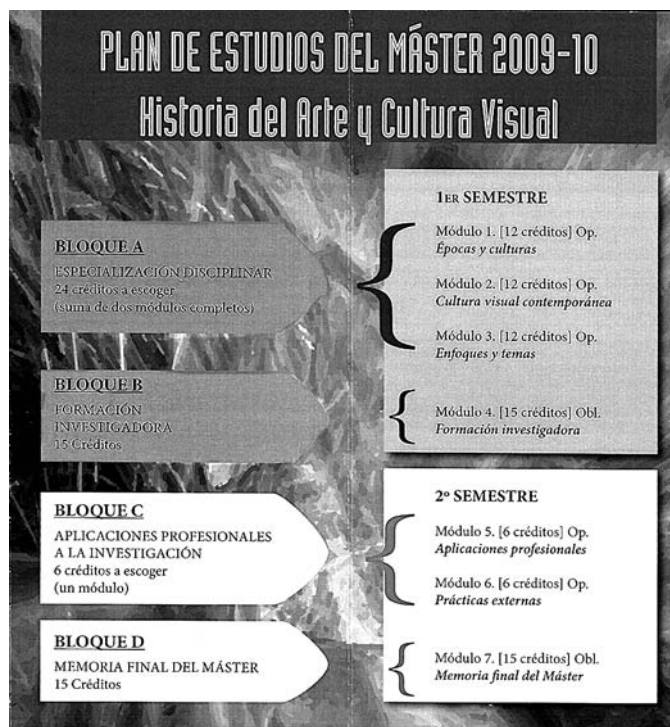 PLAN DE ESTUDIOS DEL MÁSTER 2009-10
Historia del Arte y Cultura Visual
BLOQUE A
ESPECIALIZACIÓN DISCIPLINAR
24 créditos a escoger
(suma de dos módulos completos)
BLOQUE B
FORMACIÓN
INVESTIGADORA
15 Créditos
1ER SEMESTRE
Módulo 1. [12 créditos] Op.
Épocas y culturas
Módulo 2. [12 créditos] Op.
Cultura visual contemporánea
Módulo 3. [12 créditos] Op.
Enfoques y temas
Módulo 4. [15 créditos] Obl.
Formación investigadora
BLOQUE C
APLICACIONES PROFESIONALES
A LA INVESTIGACIÓN
6 créditos a escoger
(un módulo)
BLOQUE D
MEMORIA FINAL DEL MÁSTER
15 Créditos
2º SEMESTRE
Módulo 5. [6 créditos] Op.
Aplicaciones profesionales
Módulo 6. [6 créditos] Op.
Prácticas externas
Módulo 7. [15 créditos] Obl.
Memoria final del Máster